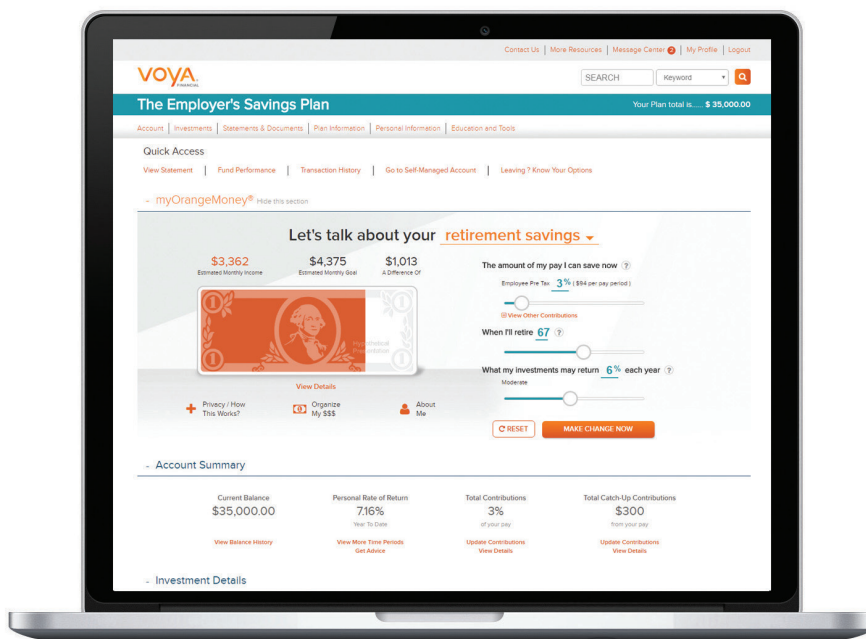 Contact Us | More Resources | Message Center 2 | My Profile | Logout
VOYA
FINANCIAL
SEARCH Keyword
The Employer's Savings Plan Your Plan total is..... $ 35,000.00
Account | Investments | Statements & Documents | Plan Information | Personal Information | Education and Tools
Quick Access
View Statement | Fund Performance | Transaction History | Go to Self-Managed Account | Leaving ? Know Your Options
- myOrangeMoney® Hide this section
Let's talk about your retirement savings
$3,362 $4,375 $1,013
Estimated Monthly Income Estimated Monthly Goal A Difference Of
1 1
1 1
Hypothetical
Presentation
View Details
Privacy / How
This Works?
Organize
My $$$
About
Me
The amount of my pay I can save now ?
Employee Pre Tax 3% ( $94 per pay period )
View Other Contributions
When I'll retire 67 ?
What my investments may return 6% each year ?
Moderate
RESET MAKE CHANGE NOW
- Account Summary
Current Balance Personal Rate of Return Total Contributions Total Catch-Up Contributions
$35,000.00 7.16% 3% $300
Year To Date of your pay from your pay
View Balance History View More Time Periods Update Contributions Update Contributions
Get Advice View Details View Details
- Investment Details